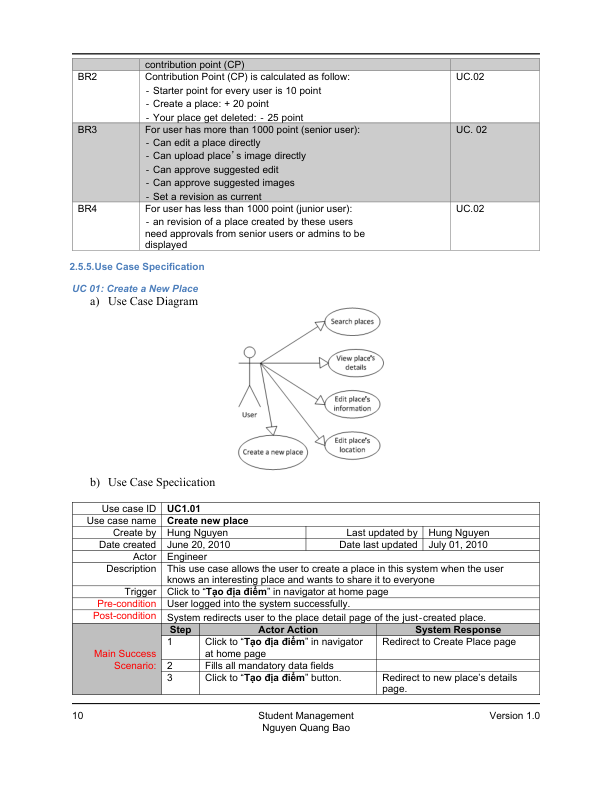 contribution point (CP)
BR2 Contribution Point (CP) is calculated as follow: UC.02
- Starter point for every user is 10 point
- Create a place: + 20 point
- Your place get deleted: - 25 point
BR3 For user has more than 1000 point (senior user): UC. 02
- Can edit a place directly
- Can upload place's image directly
- Can approve suggested edit
- Can approve suggested images
- Set a revision as current
BR4 For user has less than 1000 point (junior user): UC.02
- an revision of a place created by these users
need approvals from senior users or admins to be
displayed
2.5.5.Use Case Specification
UC 01: Create a New Place
a) Use Case Diagram
Search places
View place's
details
Edit place's
information
User
Edit place's
location
Create a new place
b) Use Case Speciication
Use case ID UC1.01
Use case name Create new place
Create by Hung Nguyen Last updated by Hung Nguyen
Date created June 20, 2010 Date last updated July 01, 2010
Actor Engineer
Description This use case allows the user to create a place in this system when the user
knows an interesting place and wants to share it to everyone
Trigger Click to “Tạo địa điểm” in navigator at home page
Pre-condition User logged into the system successfully.
Post-condition System redirects user to the place detail page of the just-created place.
Main Success
Scenario:
Step Actor Action System Response
1 Click to “Tạo địa điểm” in navigator Redirect to Create Place page
at home page
2 Fills all mandatory data fields
3 Click to “Tạo địa điểm” button. Redirect to new place's details
page.
10 Student Management Version 1.0
Nguyen Quang Bao